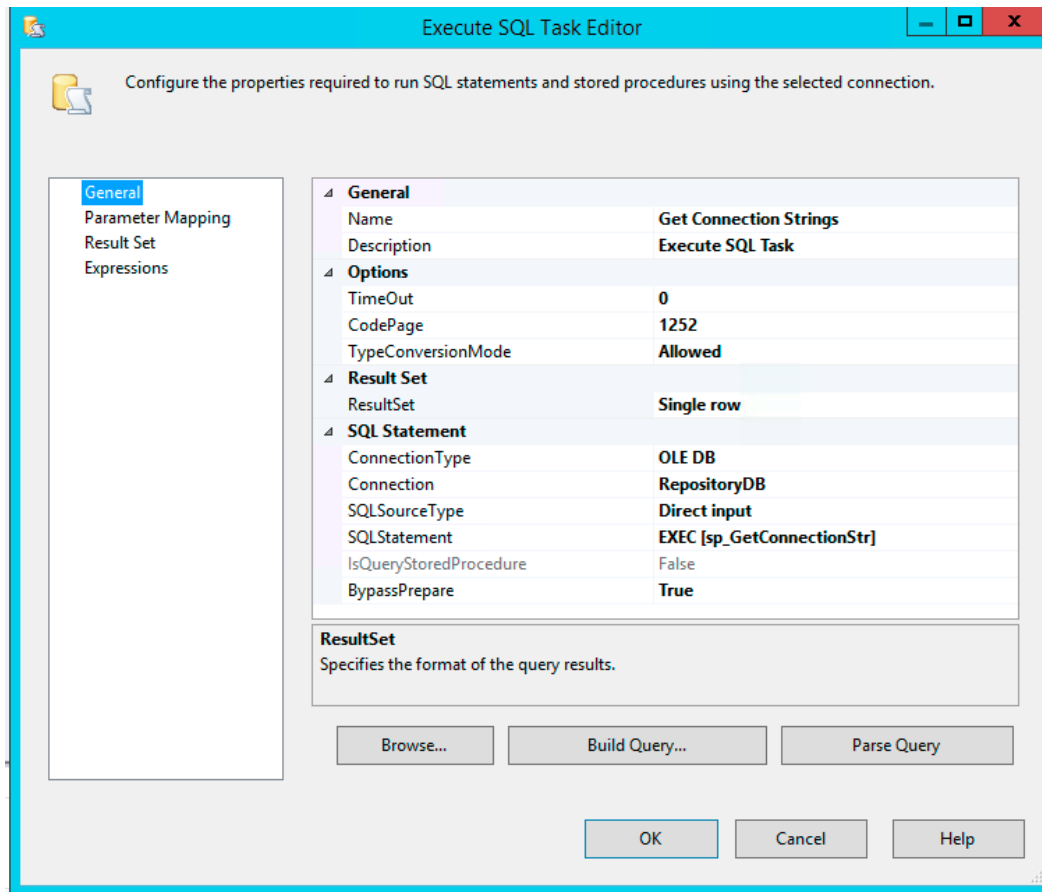 Execute SQL Task Editor
Configure the properties required to run SQL statements and stored procedures using the selected connection.
General
Parameter Mapping
Result Set
Expressions
General
Name Get Connection Strings
Description Execute SQL Task
Options
TimeOut 0
CodePage 1252
TypeConversionMode Allowed
Result Set
ResultSet Single row
SQL Statement
ConnectionType OLE DB
Connection RepositoryDB
SQLSourceType Direct input
SQLStatement EXEC [sp_GetConnectionStr]
IsQueryStoredProcedure False
BypassPrepare True
ResultSet
Specifies the format of the query results.
Browse... Build Query... Parse Query
OK Cancel Help